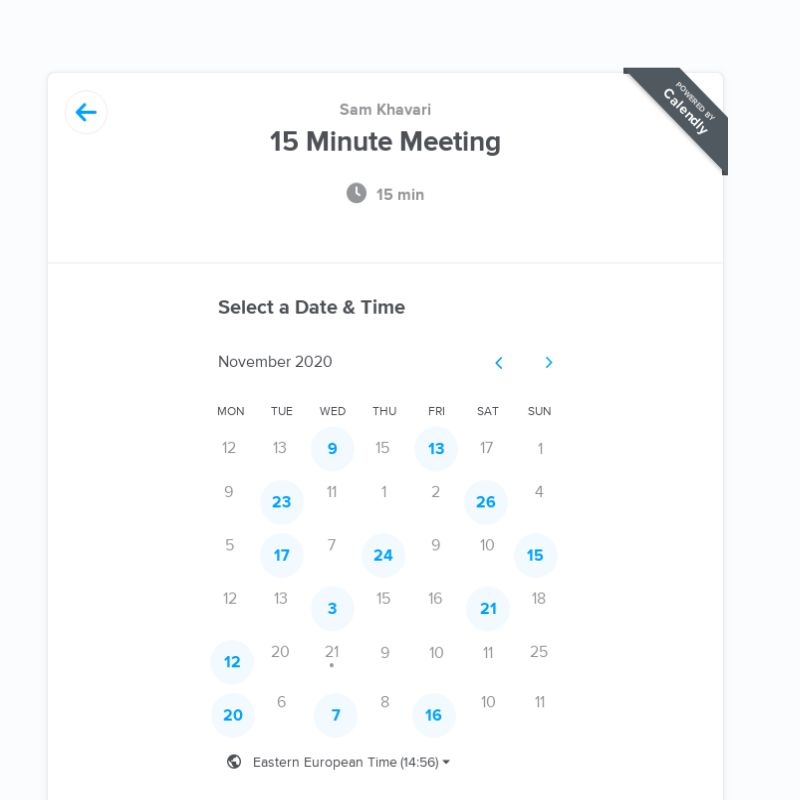 POWERED BY
Calendly
Sam Khavari
15 Minute Meeting
15 min
Select a Date & Time
November 2020
MON TUE WED THU FRI SAT SUN
12 13 9 15 13 17 1
9 23 11 1 2 26 4
5 17 7 24 9 10 15
12 13 3 15 16 21 18
12 20 21 9 10 11 25
20 6 7 8 16 10 11
Eastern European Time (14:56)